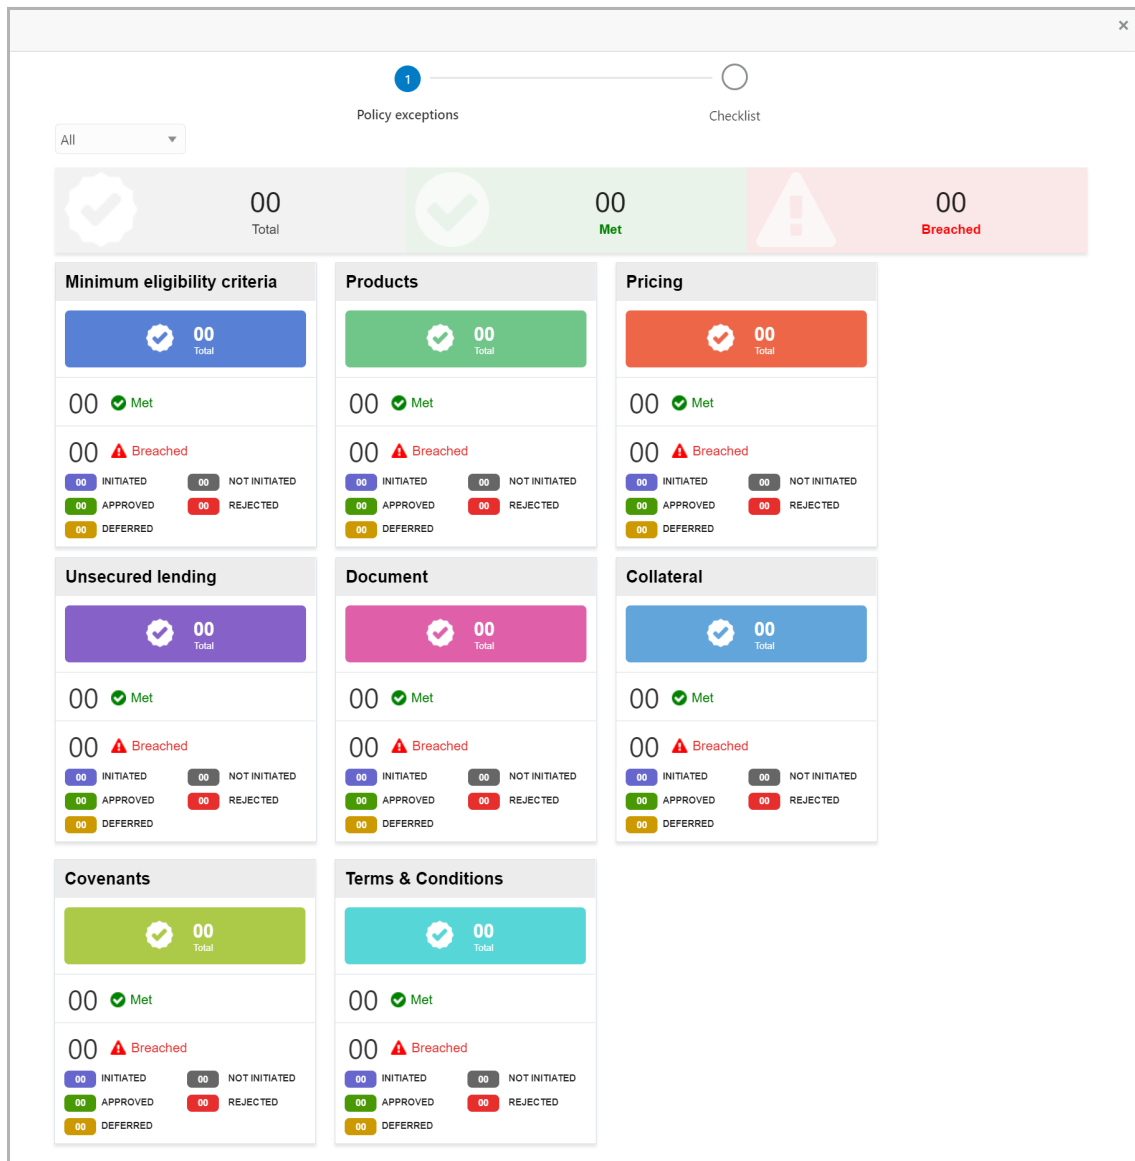 ×
1
Policy exceptions
Checklist
All
00
Total
00
Met
00
Breached
Minimum eligibility criteria
00
Total
00 Met
00 Breached
00 INITIATED 00 NOT INITIATED
00 APPROVED 00 REJECTED
00 DEFERRED
Products
00
Total
00 Met
00 Breached
00 INITIATED 00 NOT INITIATED
00 APPROVED 00 REJECTED
00 DEFERRED
Pricing
00
Total
00 Met
00 Breached
00 INITIATED 00 NOT INITIATED
00 APPROVED 00 REJECTED
00 DEFERRED
Unsecured lending
00
Total
00 Met
00 Breached
00 INITIATED 00 NOT INITIATED
00 APPROVED 00 REJECTED
00 DEFERRED
Document
00
Total
00 Met
00 Breached
00 INITIATED 00 NOT INITIATED
00 APPROVED 00 REJECTED
00 DEFERRED
Collateral
00
Total
00 Met
00 Breached
00 INITIATED 00 NOT INITIATED
00 APPROVED 00 REJECTED
00 DEFERRED
Covenants
00
Total
00 Met
00 Breached
00 INITIATED 00 NOT INITIATED
00 APPROVED 00 REJECTED
00 DEFERRED
Terms & Conditions
00
Total
00 Met
00 Breached
00 INITIATED 00 NOT INITIATED
00 APPROVED 00 REJECTED
00 DEFERRED